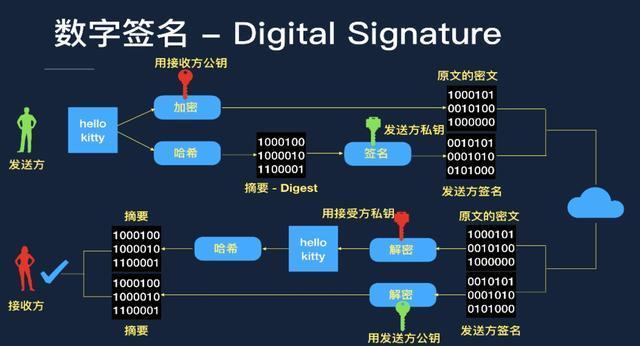 数字签名 – Digital Signature
用接收方公钥
原文的密文
加密
1000101
0010100
1000000
hello
kitty
发送方私钥
发送方
哈希
1000100
1000010
1100001
签名
0010101
0001010
0101000
摘要 - Digest
发送方签名
摘要
用接受方私钥
原文的密文
1000100
1000010
1100001
哈希
hello
kitty
解密
1000101
0010100
1000000
接收方
1000100
1000010
1100001
解密
0010101
0001010
0101000
摘要
用发送方公钥
发送方签名